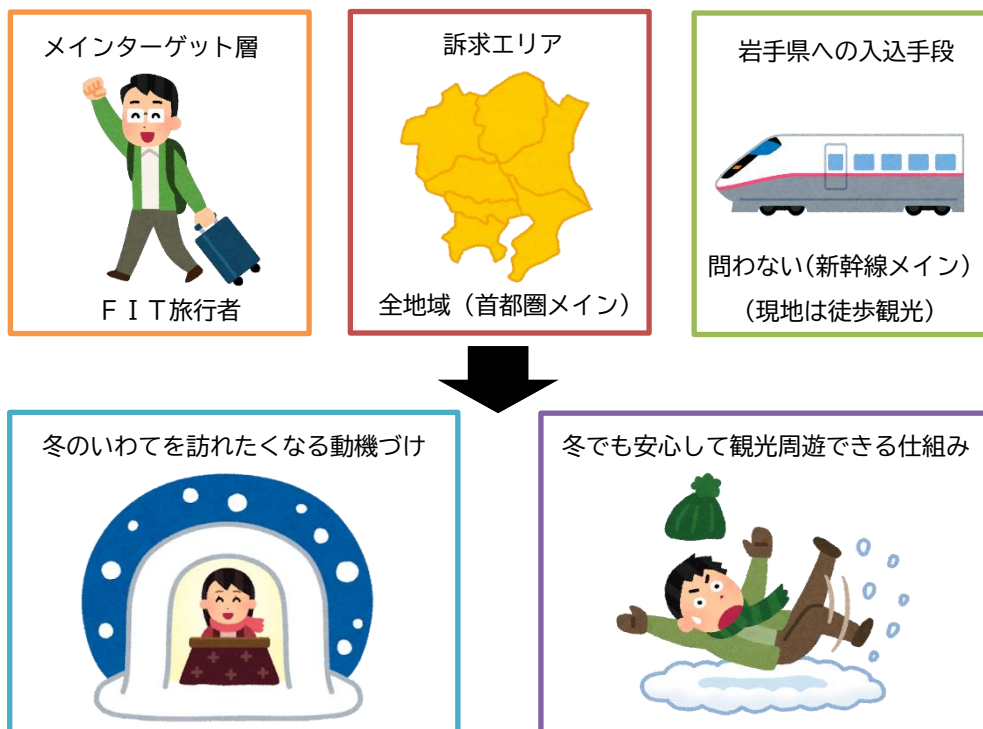 メインターゲット層
ＦＩＴ旅行者
訴求エリア
全地域（首都圏メイン）
岩手県への入込手段
問わない（新幹線メイン）
（現地は徒歩観光）
冬のいわてを訪れたくなる動機づけ
冬でも安心して観光周遊できる仕組み